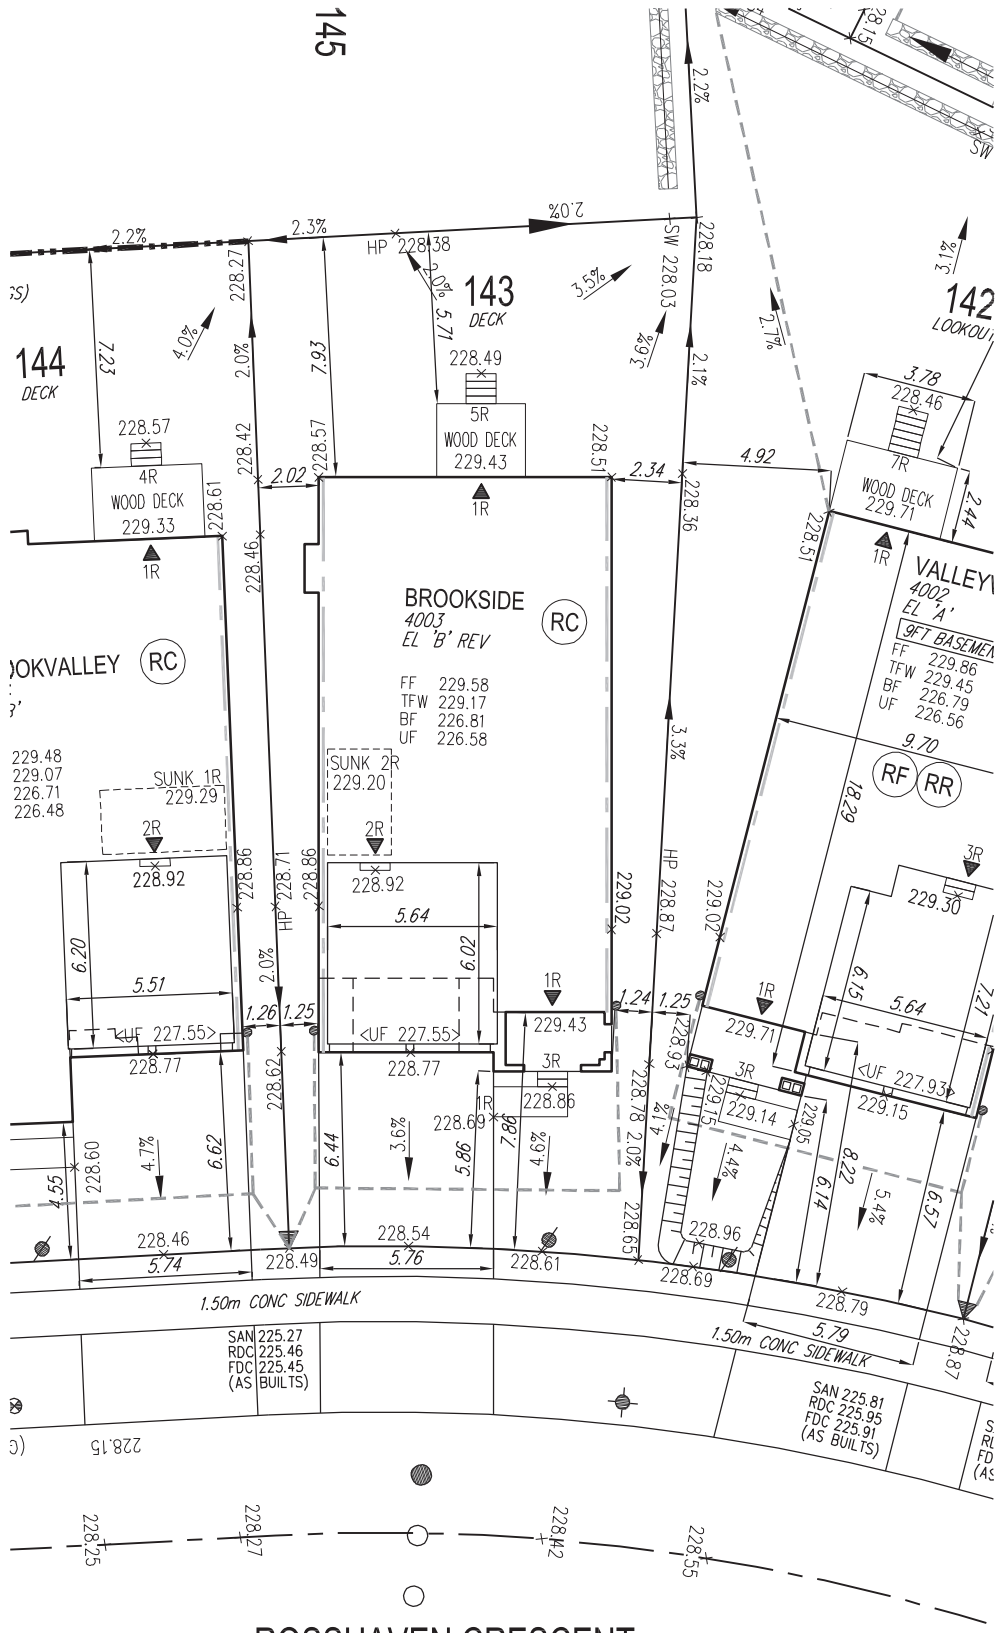 145
228.15
2.2%
SW
2.2%
2.3%
2.0%
HP 228.38
228.27
228.18
SW 228.03
GS)
143
DECK
2.0%
5.71
3.5%
3.6%
2.1%
2.7%
3.1%
142
LOOKOUT
144
DECK
7.23
4.0%
2.0%
7.93
228.49
5R
WOOD DECK
229.43
1R
3.78
228.46
7R
WOOD DECK
229.71
1R
2.44
228.57
4R
WOOD DECK
229.33
1R
228.61
228.42
228.46
2.02
228.57
228.51
2.34
228.36
4.92
228.51
BROOKSIDE
4003
EL 'B' REV
RC
FF 229.58
TFW 229.17
BF 226.81
UF 226.58
OOKVALLEY
RC
B'
229.48
229.07
226.71
226.48
VALLEYV
4002
EL 'A'
9FT BASEMEN
FF 229.86
TFW 229.45
BF 226.79
UF 226.56
9.70
RF
RR
18.29
3.3%
SUNK 1R
229.29
2R
228.92
SUNK 2R
229.20
2R
228.92
228.86
HP 228.71
228.86
229.02
HP 228.87
229.02
3R
229.30
6.20
5.51
2.0%
5.64
6.02
6.15
5.64
7.21
1R
229.43
1R
229.71
1.26
1.25
1.24
1.25
<UF 227.55>
228.77
<UF 227.55>
228.77
228.62
228.93
<UF 227.93>
229.15
3R
228.86
1R
228.69
228.78
2.0%
4.1%
229.15
3R
229.14
229.05
4.4%
4.55
228.60
4.7%
6.62
6.44
3.6%
5.86
7.86
4.6%
6.14
8.22
5.4%
6.57
228.46
5.74
228.49
228.54
5.76
228.61
228.65
228.96
228.69
228.79
5.79
228.87
1.50m CONC SIDEWALK
1.50m CONC SIDEWALK
SAN 225.27
RDC 225.46
FDC 225.45
(AS BUILTS)
SAN 225.81
RDC 225.95
FDC 225.91
(AS BUILTS)
228.15
228.25
228.27
228.42
228.55
ROSSHAVEN CRESCENT